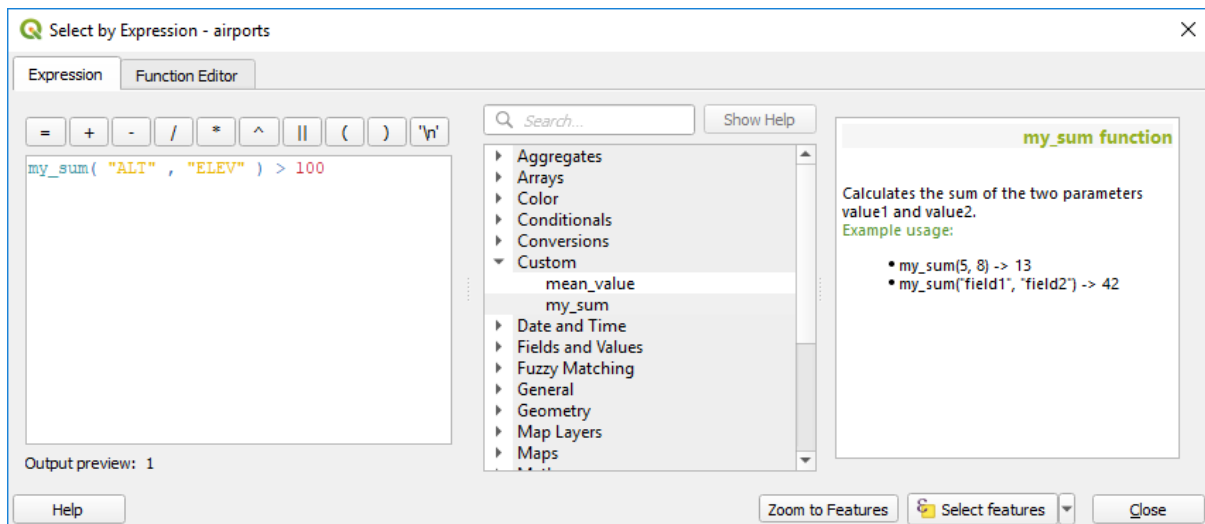 Select by Expression - airports
Expression
Function Editor
= + - / * ^ || ( ) '\n'
my_sum( "ALT" , "ELEV" ) > 100
Output preview: 1
Search...
Show Help
Aggregates
Arrays
Color
Conditionals
Conversions
Custom
mean_value
my_sum
Date and Time
Fields and Values
Fuzzy Matching
General
Geometry
Map Layers
Maps
my_sum function
Calculates the sum of the two parameters
value1 and value2.
Example usage:
• my_sum(5, 8) -> 13
• my_sum("field1", "field2") -> 42
Help
Zoom to Features
Select features
Close